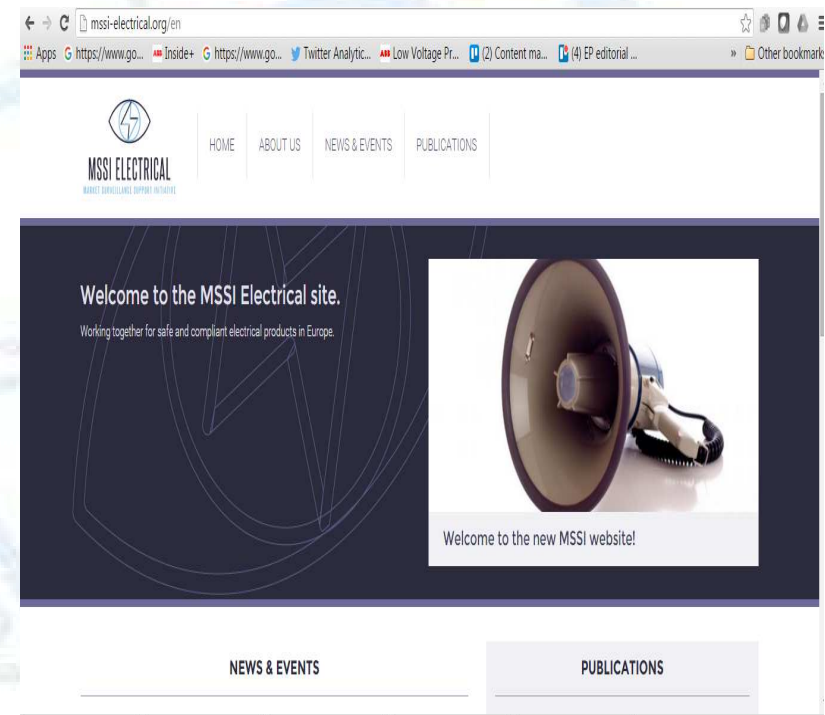 mssi-electrical.org/en
Apps
https://www.go...
ABB Inside+
https://www.go...
Twitter Analytic...
ABB Low Voltage Pr...
(2) Content ma...
(4) EP editorial ...
»
Other bookmarks
MSSI ELECTRICAL
MARKET SURVEILLANCE SUPPORT INITIATIVE
HOME
ABOUT US
NEWS & EVENTS
PUBLICATIONS
Welcome to the MSSI Electrical site.
Working together for safe and compliant electrical products in Europe.
Welcome to the new MSSI website!
NEWS & EVENTS
PUBLICATIONS